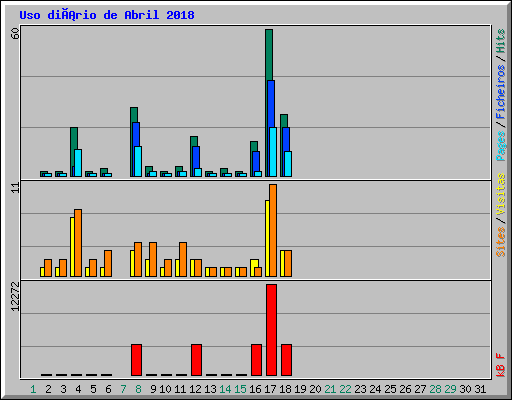 Uso diÃ¡rio de Abril 2018
60
11
12272
Sites / Visitas Pages / Ficheiros / Hits
kB F
1 2 3 4 5 6 7 8 9 10 11 12 13 14 15 16 17 18 19 20 21 22 23 24 25 26 27 28 29 30 31